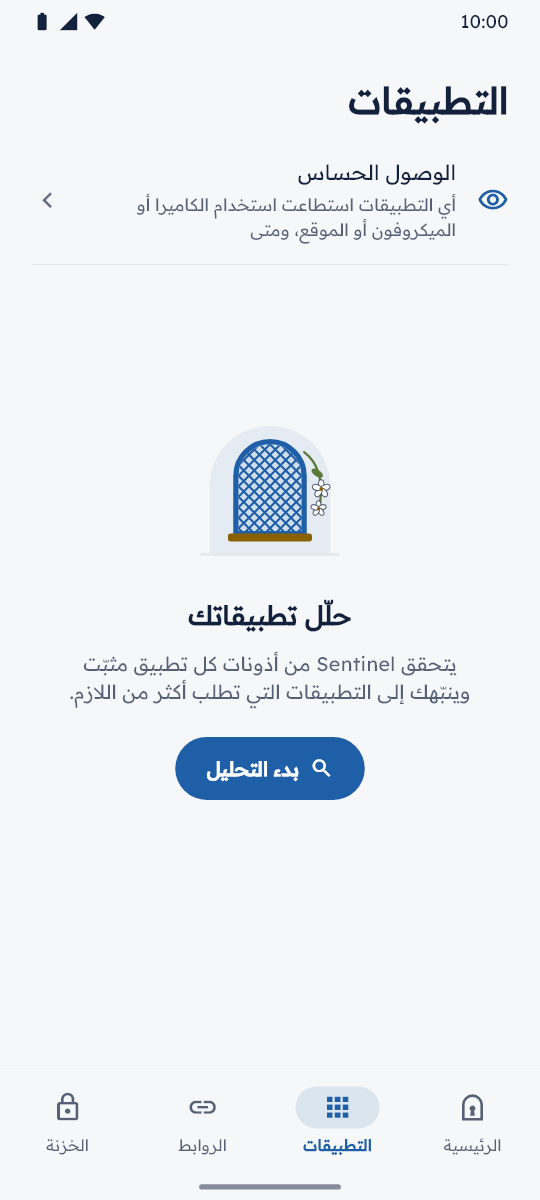 10:00
التطبيقات
الوصول الحساس
أي التطبيقات استطاعت استخدام الكاميرا أو
الميكروفون أو الموقع، ومتى
حلّل تطبيقاتك
يتحقق Sentinel من أذونات كل تطبيق مثبّت
وينبّهك إلى التطبيقات التي تطلب أكثر من اللازم.
بدء التحليل
الرئيسية
التطبيقات
الروابط
الخزنة